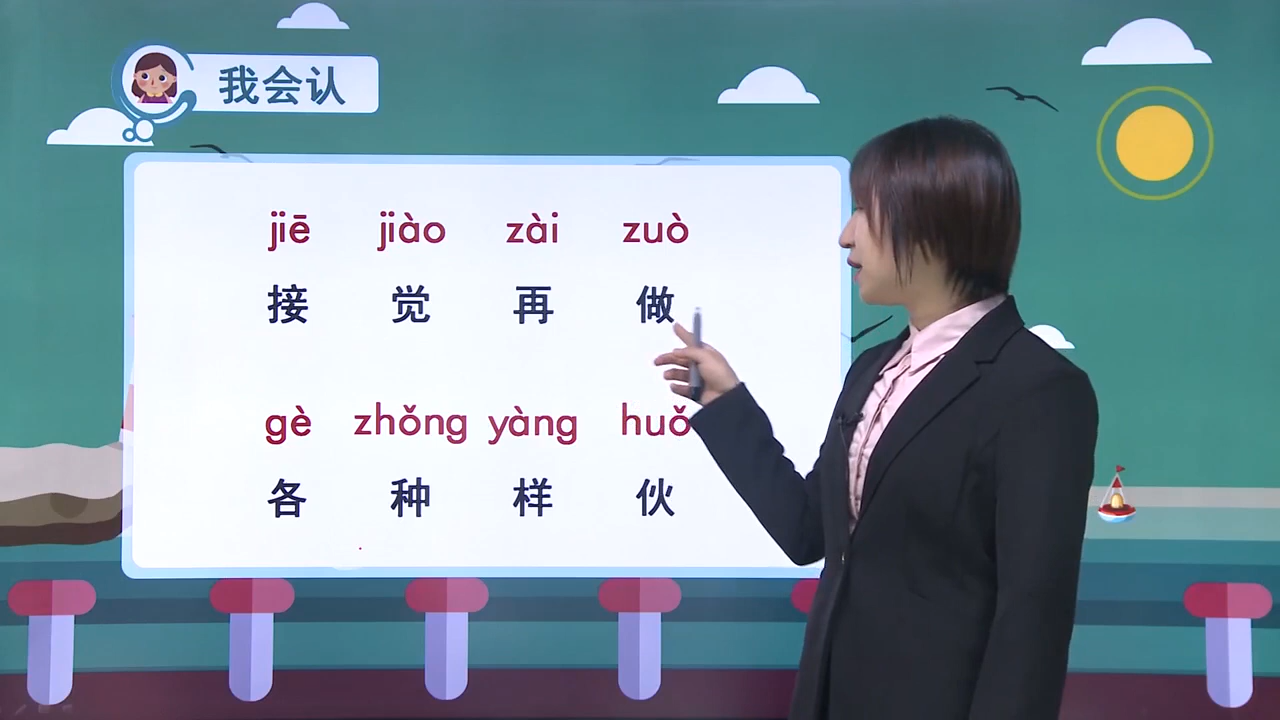 我会认
jiē jiào zài zuò
接 觉 再 做
gè zhǒng yàng huǒ
各 种 样 伙